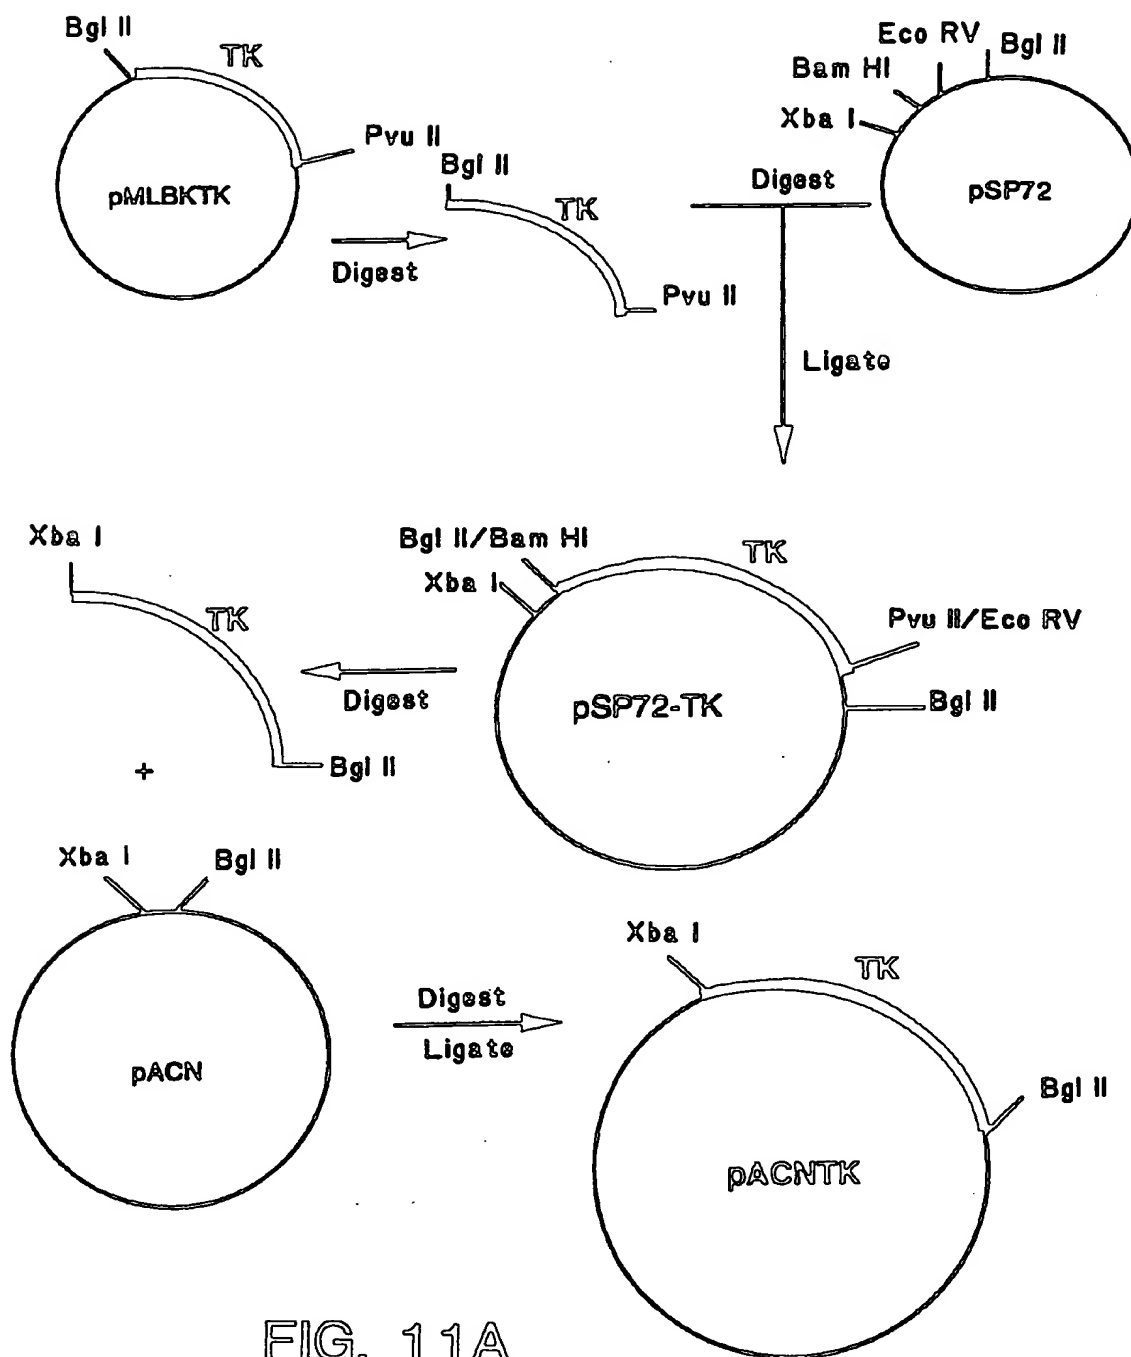 Bgl II
TK
Pvu II
pMLBKTK
Digest
Bgl II
TK
Pvu II
Eco RV
Bgl II
Bam HI
Xba I
pSP72
Digest
Ligate
Xba I
TK
Bgl II
Digest
Bgl II/Bam HI
Xba I
TK
Pvu II/Eco RV
Bgl II
pSP72-TK
+
Xba I
Bgl II
pACN
Digest
Ligate
Xba I
TK
Bgl II
pACNTK
FIG. 11A